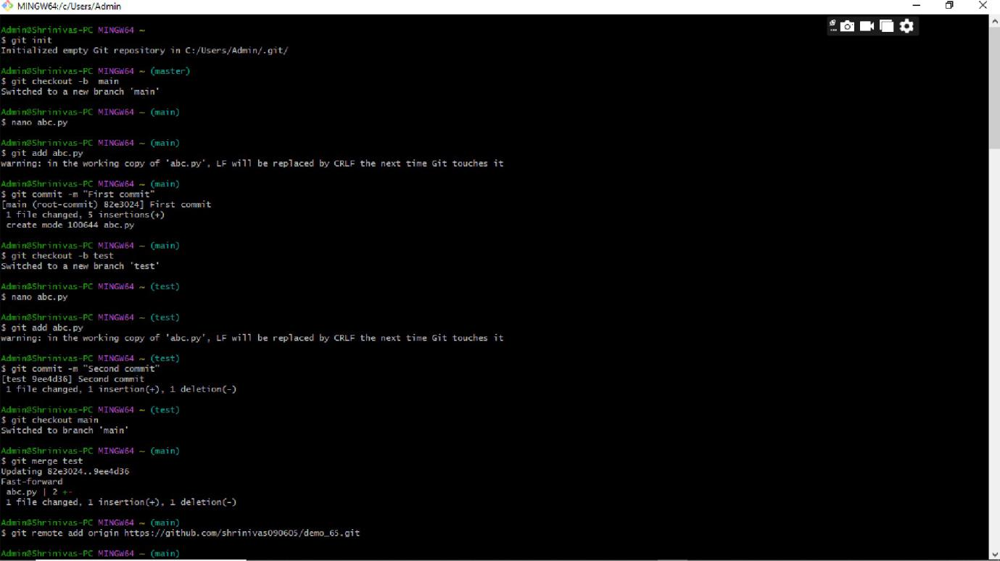 MINGW64:/c/Users/Admin
Admin@Shrinivas-PC MINGW64 ~
$ git init
Initialized empty Git repository in C:/Users/Admin/.git/
Admin@Shrinivas-PC MINGW64 ~ (master)
$ git checkout -b  main
Switched to a new branch 'main'
Admin@Shrinivas-PC MINGW64 ~ (main)
$ nano abc.py
Admin@Shrinivas-PC MINGW64 ~ (main)
$ git add abc.py
warning: in the working copy of 'abc.py', LF will be replaced by CRLF the next time Git touches it
Admin@Shrinivas-PC MINGW64 ~ (main)
$ git commit -m "First commit"
[main (root-commit) 82e3024] First commit
 1 file changed, 5 insertions(+)
 create mode 100644 abc.py
Admin@Shrinivas-PC MINGW64 ~ (main)
$ git checkout -b test
Switched to a new branch 'test'
Admin@Shrinivas-PC MINGW64 ~ (test)
$ nano abc.py
Admin@Shrinivas-PC MINGW64 ~ (test)
$ git add abc.py
warning: in the working copy of 'abc.py', LF will be replaced by CRLF the next time Git touches it
Admin@Shrinivas-PC MINGW64 ~ (test)
$ git commit -m "Second commit"
[test 9ee4d36] Second commit
 1 file changed, 1 insertion(+), 1 deletion(-)
Admin@Shrinivas-PC MINGW64 ~ (test)
$ git checkout main
Switched to branch 'main'
Admin@Shrinivas-PC MINGW64 ~ (main)
$ git merge test
Updating 82e3024..9ee4d36
Fast-forward
 abc.py | 2 +-
 1 file changed, 1 insertion(+), 1 deletion(-)
Admin@Shrinivas-PC MINGW64 ~ (main)
$ git remote add origin https://github.com/shrinivas090605/demo_65.git
Admin@Shrinivas-PC MINGW64 ~ (main)